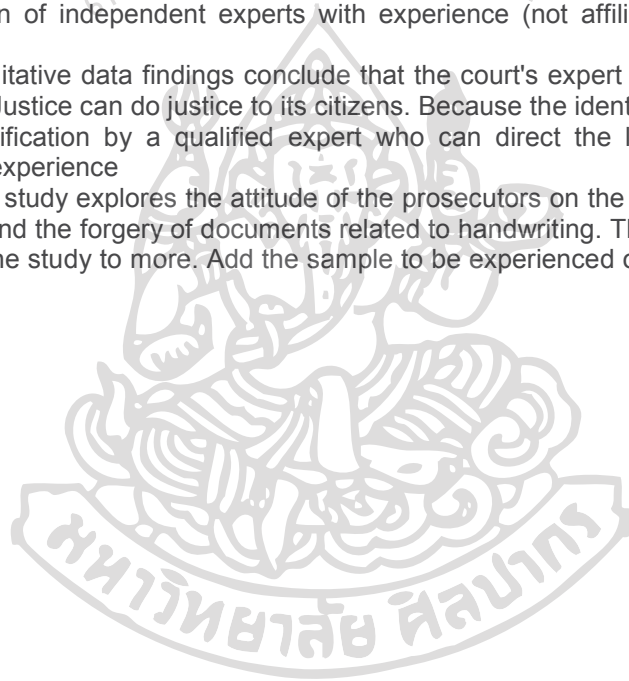 n of independent experts with experience (not affili
itative data findings conclude that the court's expert
Justice can do justice to its citizens. Because the ident
ification by a qualified expert who can direct the l
experience
study explores the attitude of the prosecutors on the
nd the forgery of documents related to handwriting. Th
ne study to more. Add the sample to be experienced o
มหาวิทยาลัย ศิลปากร